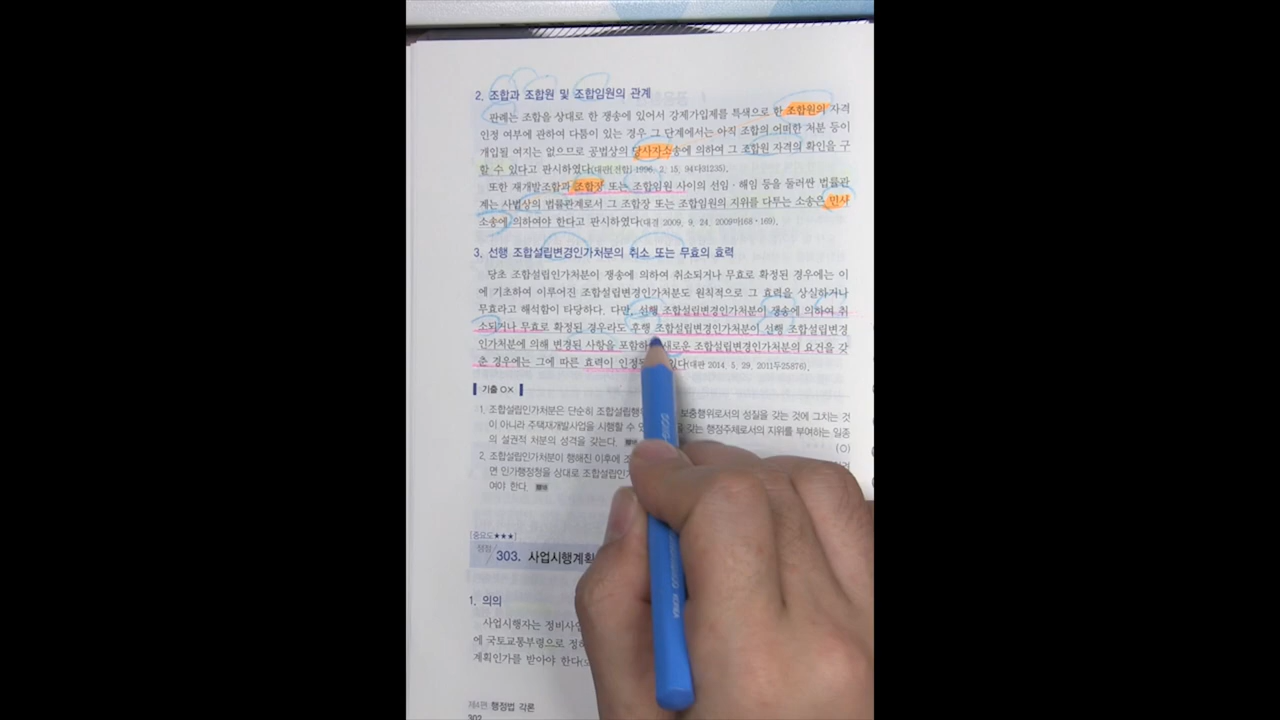 2. 조합과 조합원 및 조합임원의 관계
판례는 조합을 상대로 한 쟁송에 있어서 강제가입제를 특색으로 한 조합원의 자격
인정 여부에 관하여 다툼이 있는 경우 그 단계에서는 아직 조합의 어떠한 처분 등이
개입될 여지는 없으므로 공법상의 당사자소송에 의하여 그 조합원 자격의 확인을 구
할 수 있다고 판시하였다(대판[전합] 1996. 2. 15. 94다31235).
또한 재개발조합과 조합장 또는 조합임원 사이의 선임·해임 등을 둘러싼 법률관
계는 사법상의 법률관계로서 그 조합장 또는 조합임원의 지위를 다투는 소송은 민사
소송에 의하여야 한다고 판시하였다(대결 2009. 9. 24. 2009마168·169).
3. 선행 조합설립변경인가처분의 취소 또는 무효의 효력
당초 조합설립인가처분이 쟁송에 의하여 취소되거나 무효로 확정된 경우에는 이
에 기초하여 이루어진 조합설립변경인가처분도 원칙적으로 그 효력을 상실하거나
무효라고 해석함이 타당하다. 다만, 선행 조합설립변경인가처분이 쟁송에 의하여 취
소되거나 무효로 확정된 경우라도 후행 조합설립변경인가처분이 선행 조합설립변경
인가처분에 의해 변경된 사항을 포함하 새로운 조합설립변경인가처분의 요건을 갖
춘 경우에는 그에 따른 효력이 인정 있다(대판 2014. 5. 29. 2011두25876).
기출 OX
1. 조합설립인가처분은 단순히 조합설립행 보충행위로서의 성질을 갖는 것에 그치는 것
이 아니라 주택재개발사업을 시행할 수 을 갖는 행정주체로서의 지위를 부여하는 일종
의 설권적 처분의 성격을 갖는다. (O)
2. 조합설립인가처분이 행해진 이후에
면 인가행정청을 상대로 조합설립인
여야 한다.
[중요도★★★]
행정
303. 사업시행계획
1. 의의
사업시행자는 정비사업
에 국토교통부령으로 정하
계획인가를 받아야 한다
제4편 행정법 각론
302